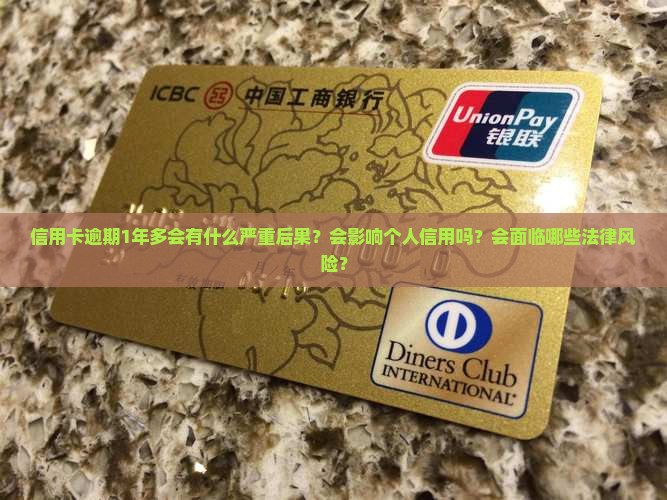 ICBC 中国工商银行
UnionPay
银联
信用卡逾期1年多会有什么严重后果？会影响个人信用吗？会面临哪些法律风
险？
Diners Club
INTERNATIONAL